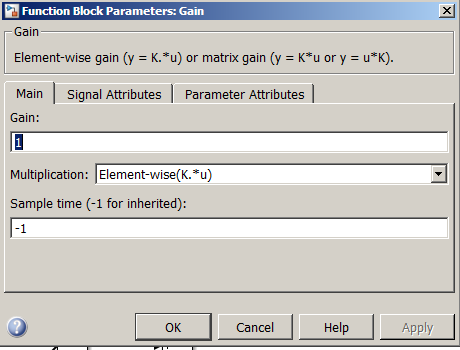 Function Block Parameters: Gain
Gain
Element-wise gain (y = K.*u) or matrix gain (y = K*u or y = u*K).
Main Signal Attributes Parameter Attributes
Gain:
1
Multiplication: Element-wise(K.*u)
Sample time (-1 for inherited):
-1
? OK Cancel Help Apply